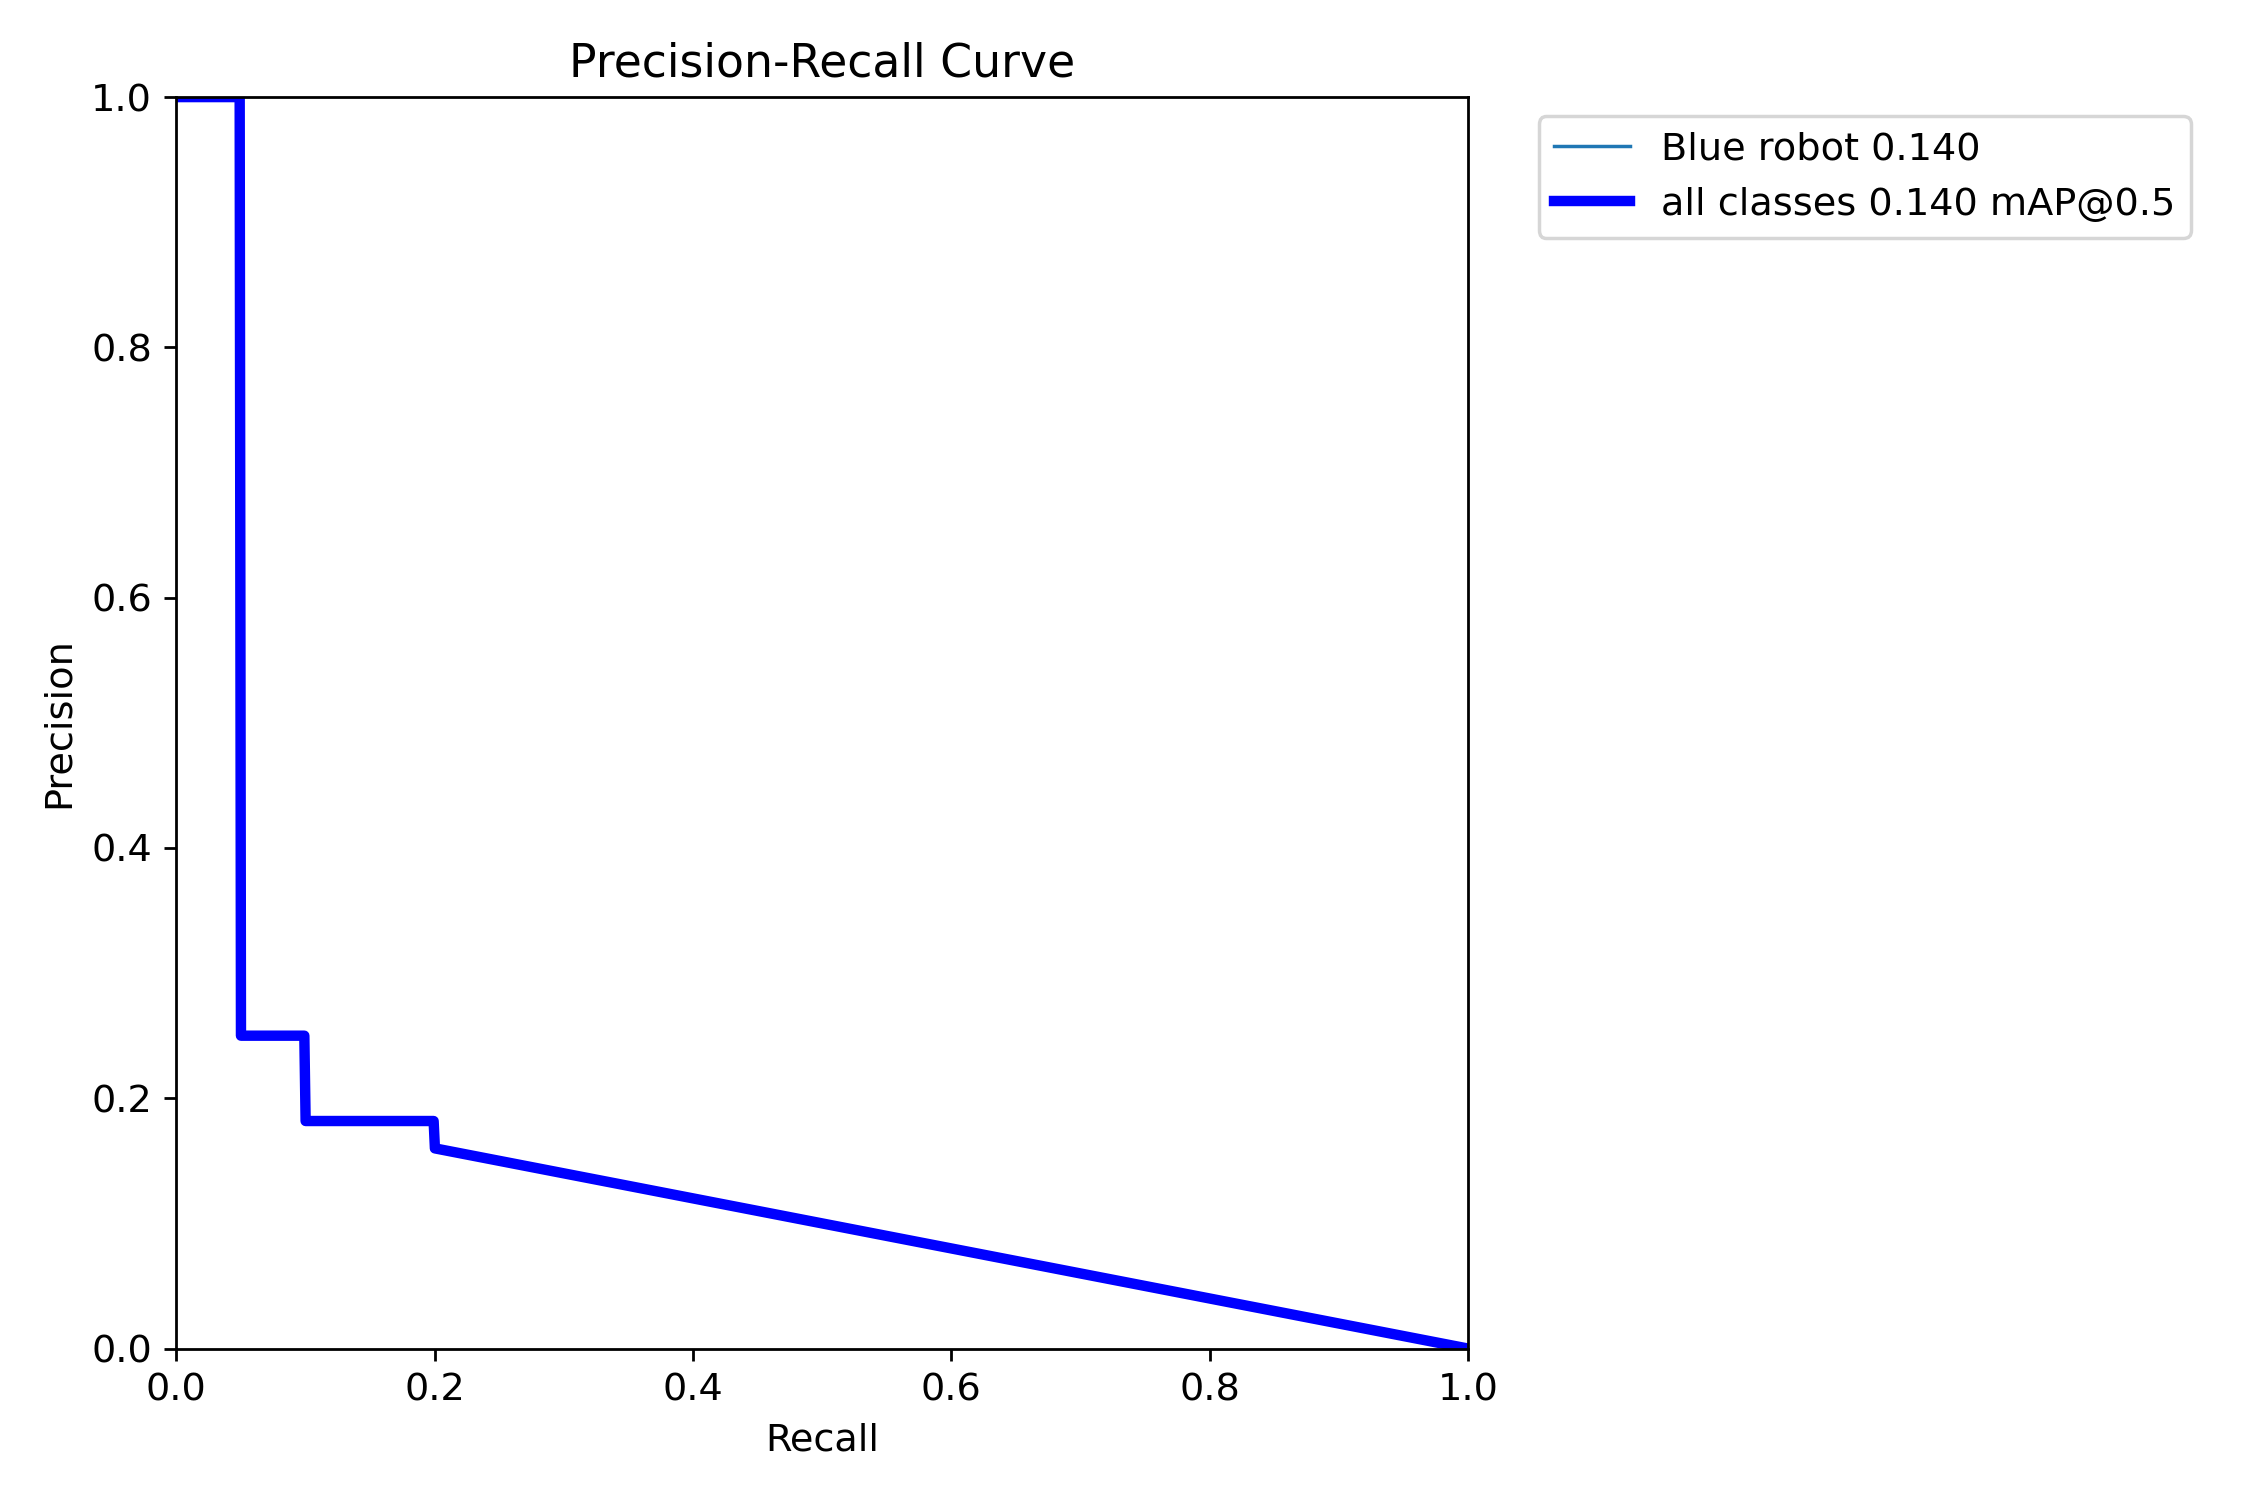 Precision-Recall Curve
1.0
0.8
0.6
0.4
0.2
0.0
Precision
0.0 0.2 0.4 0.6 0.8 1.0
Recall
Blue robot 0.140
all classes 0.140 mAP@0.5